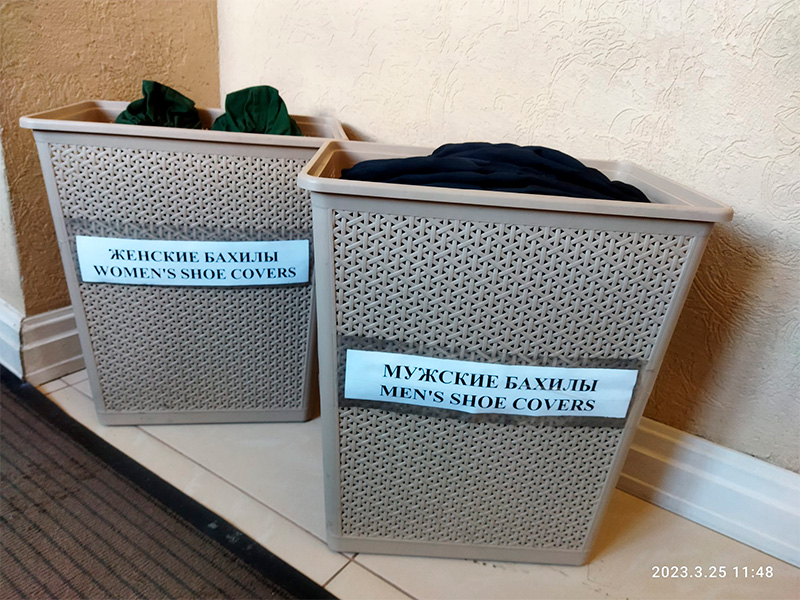 ЖЕНСКИЕ БАХИЛЫ
WOMEN'S SHOE COVERS
МУЖСКИЕ БАХИЛЫ
MEN'S SHOE COVERS
2023.3.25 11:48